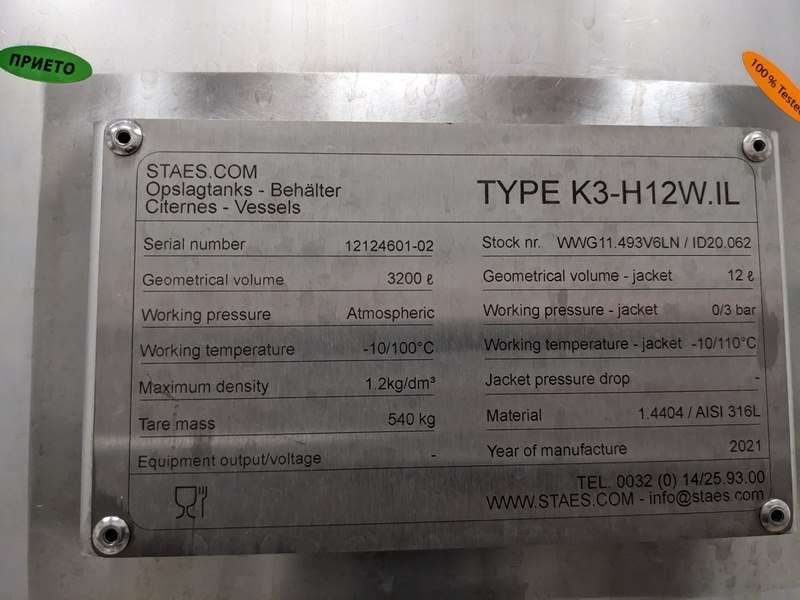 ПРИЕТО
100% Tested
STAES.COM
Opslagtanks - Behälter
Citernes - Vessels
TYPE K3-H12W.IL
Serial number 12124601-02
Geometrical volume 3200 ℓ
Working pressure Atmospheric
Working temperature -10/100°C
Maximum density 1.2kg/dm³
Tare mass 540 kg
Equipment output/voltage -
Stock nr. WWG11.493V6LN / ID20.062
Geometrical volume - jacket 12 ℓ
Working pressure - jacket 0/3 bar
Working temperature - jacket -10/110°C
Jacket pressure drop -
Material 1.4404 / AISI 316L
Year of manufacture 2021
TEL. 0032 (0) 14/25.93.00
WWW.STAES.COM - info@staes.com